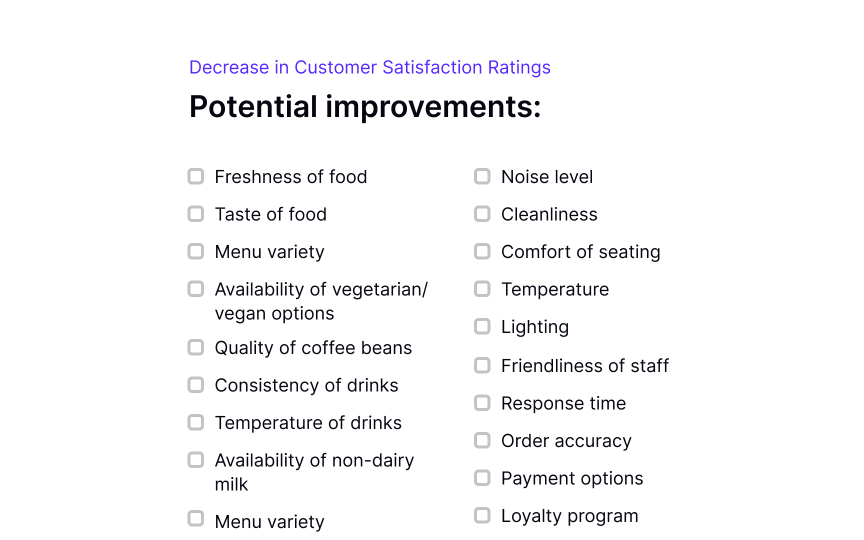 Decrease in Customer Satisfaction Ratings
Potential improvements:
Freshness of food
Taste of food
Menu variety
Availability of vegetarian/
vegan options
Quality of coffee beans
Consistency of drinks
Temperature of drinks
Availability of non-dairy
milk
Menu variety
Noise level
Cleanliness
Comfort of seating
Temperature
Lighting
Friendliness of staff
Response time
Order accuracy
Payment options
Loyalty program